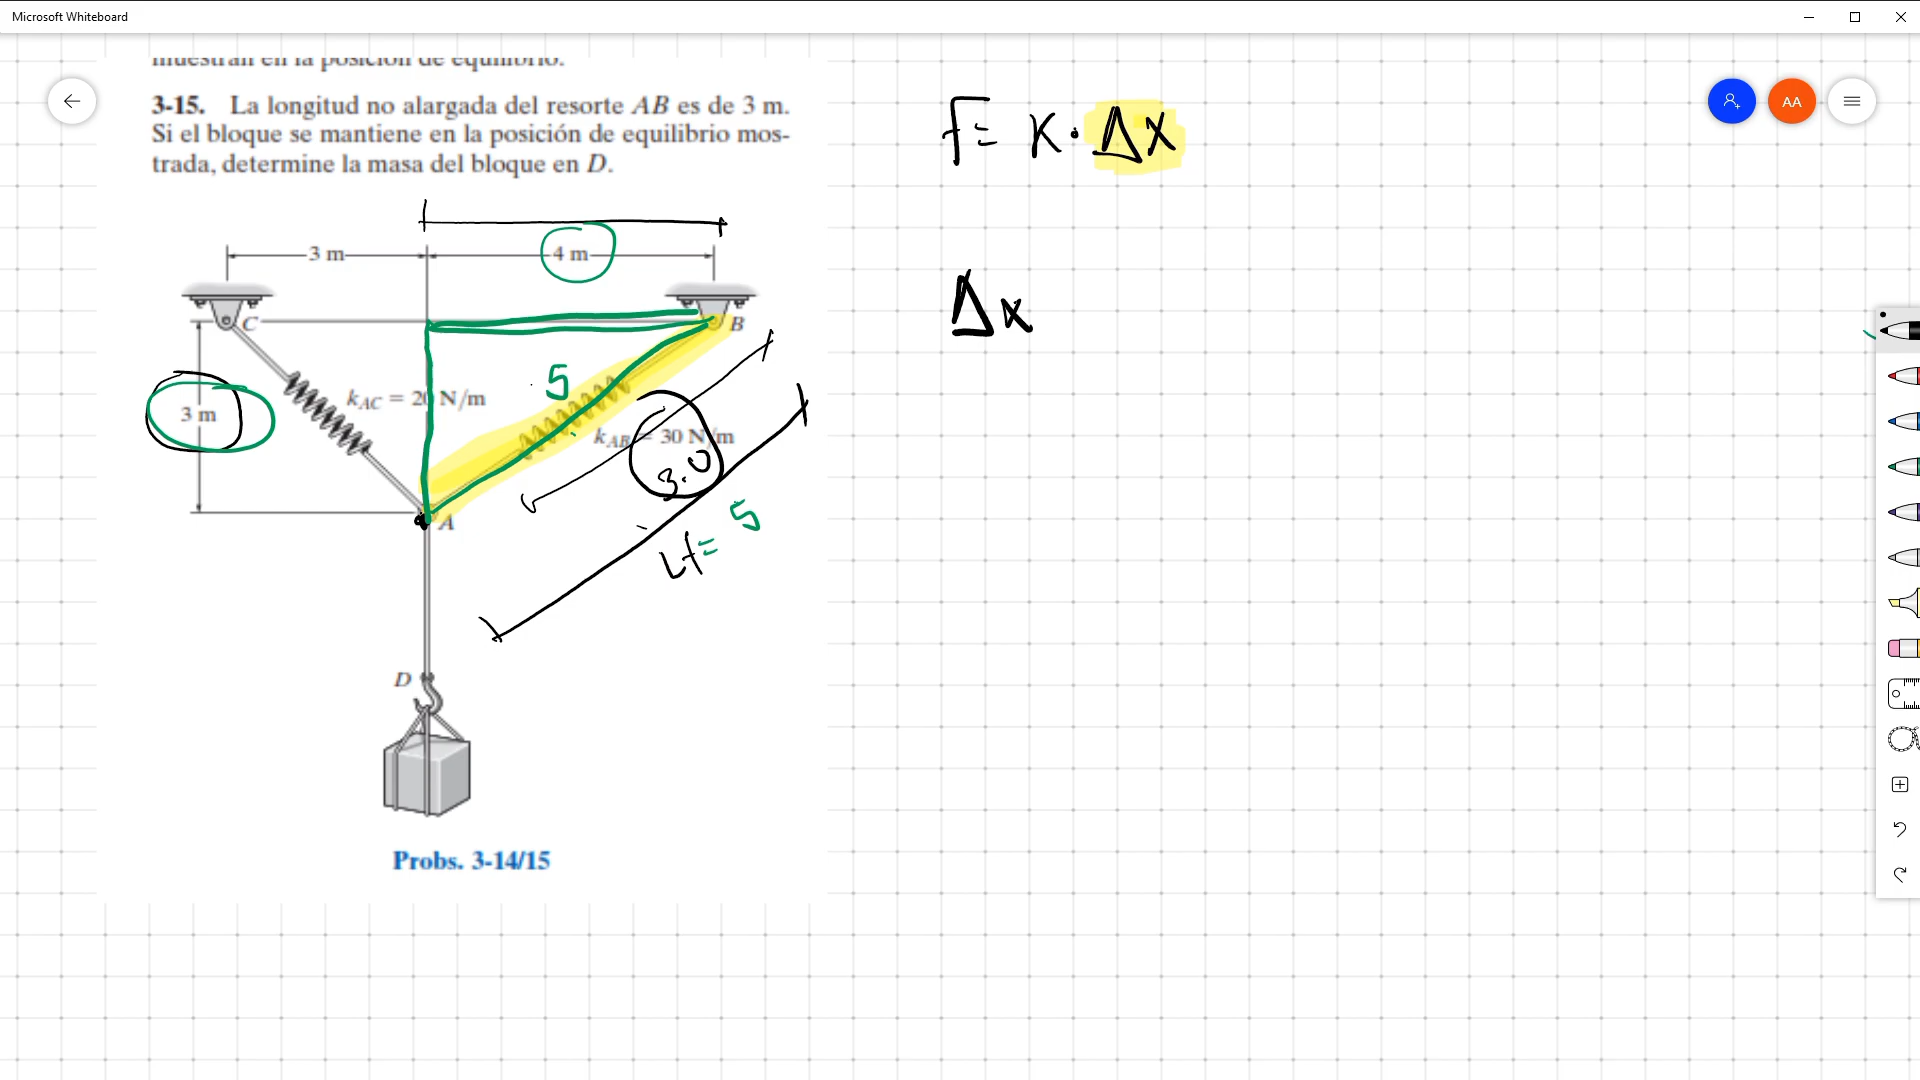 Microsoft Whiteboard
muestran en la posición de equilibrio.
3-15. La longitud no alargada del resorte AB es de 3 m.
Si el bloque se mantiene en la posición de equilibrio mos-
trada, determine la masa del bloque en D.
F= K·Δx
AA
3 m
4 m
Δx
C
B
5
3 m
kAC = 20 N/m
kAB = 30 N/m
3.0
A
Lf= 5
D
Probs. 3-14/15